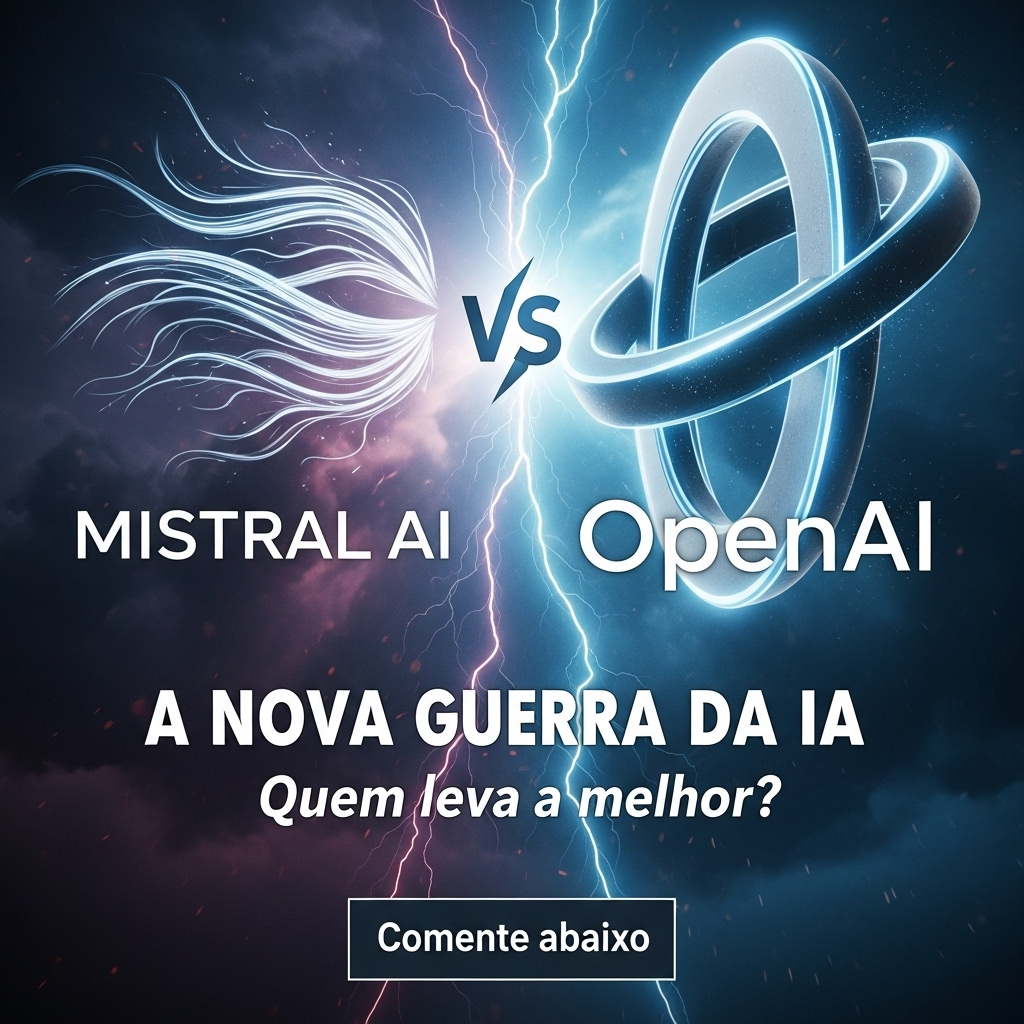 VS
MISTRAL AI
OpenAI
A NOVA GUERRA DA IA
Quem leva a melhor?
Comente abaixo